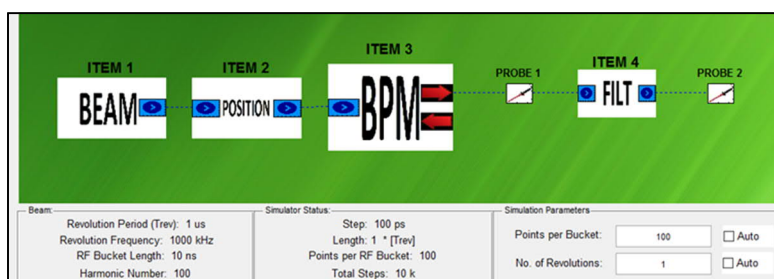 ITEM 1
ITEM 2
ITEM 3
PROBE 1
ITEM 4
PROBE 2
BEAM
POSITION
BPM
FILT
Beam:
Revolution Period (Trev): 1 us
Revolution Frequency: 1000 kHz
RF Bucket Length: 10 ns
Harmonic Number: 100
Simulator Status:
Step: 100 ps
Length: 1 * [Trev]
Points per RF Bucket: 100
Total Steps: 10 k
Simulation Parameters
Points per Bucket: 100 Auto
No. of Revolutions: 1 Auto